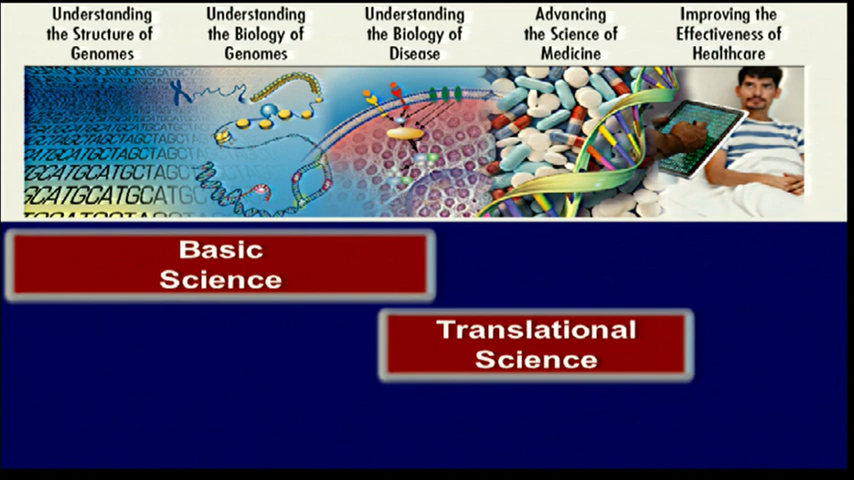 Understanding
the Structure of
Genomes
Understanding
the Biology of
Genomes
Understanding
the Biology of
Disease
Advancing
the Science of
Medicine
Improving the
Effectiveness of
Healthcare
GCATGCATGCATGC
Basic
Science
Translational
Science